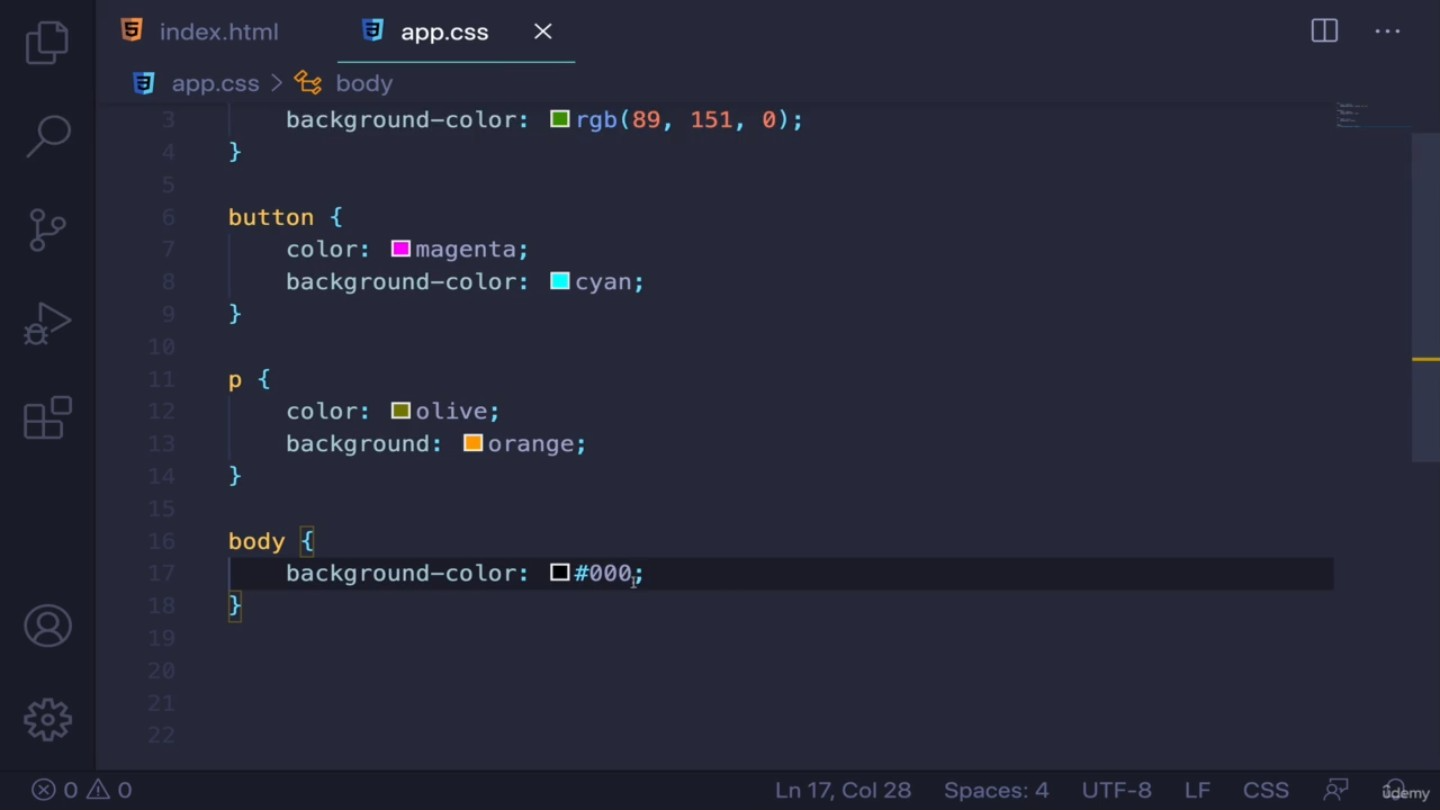 index.html
app.css
app.css > body
3 background-color: rgb(89, 151, 0);
4 }
5
6 button {
7 color: magenta;
8 background-color: cyan;
9 }
10
11 p {
12 color: olive;
13 background: orange;
14 }
15
16 body {
17 background-color: #000;
18 }
19
20
21
22
0 0 Ln 17, Col 28 Spaces: 4 UTF-8 LF CSS
ûdemy